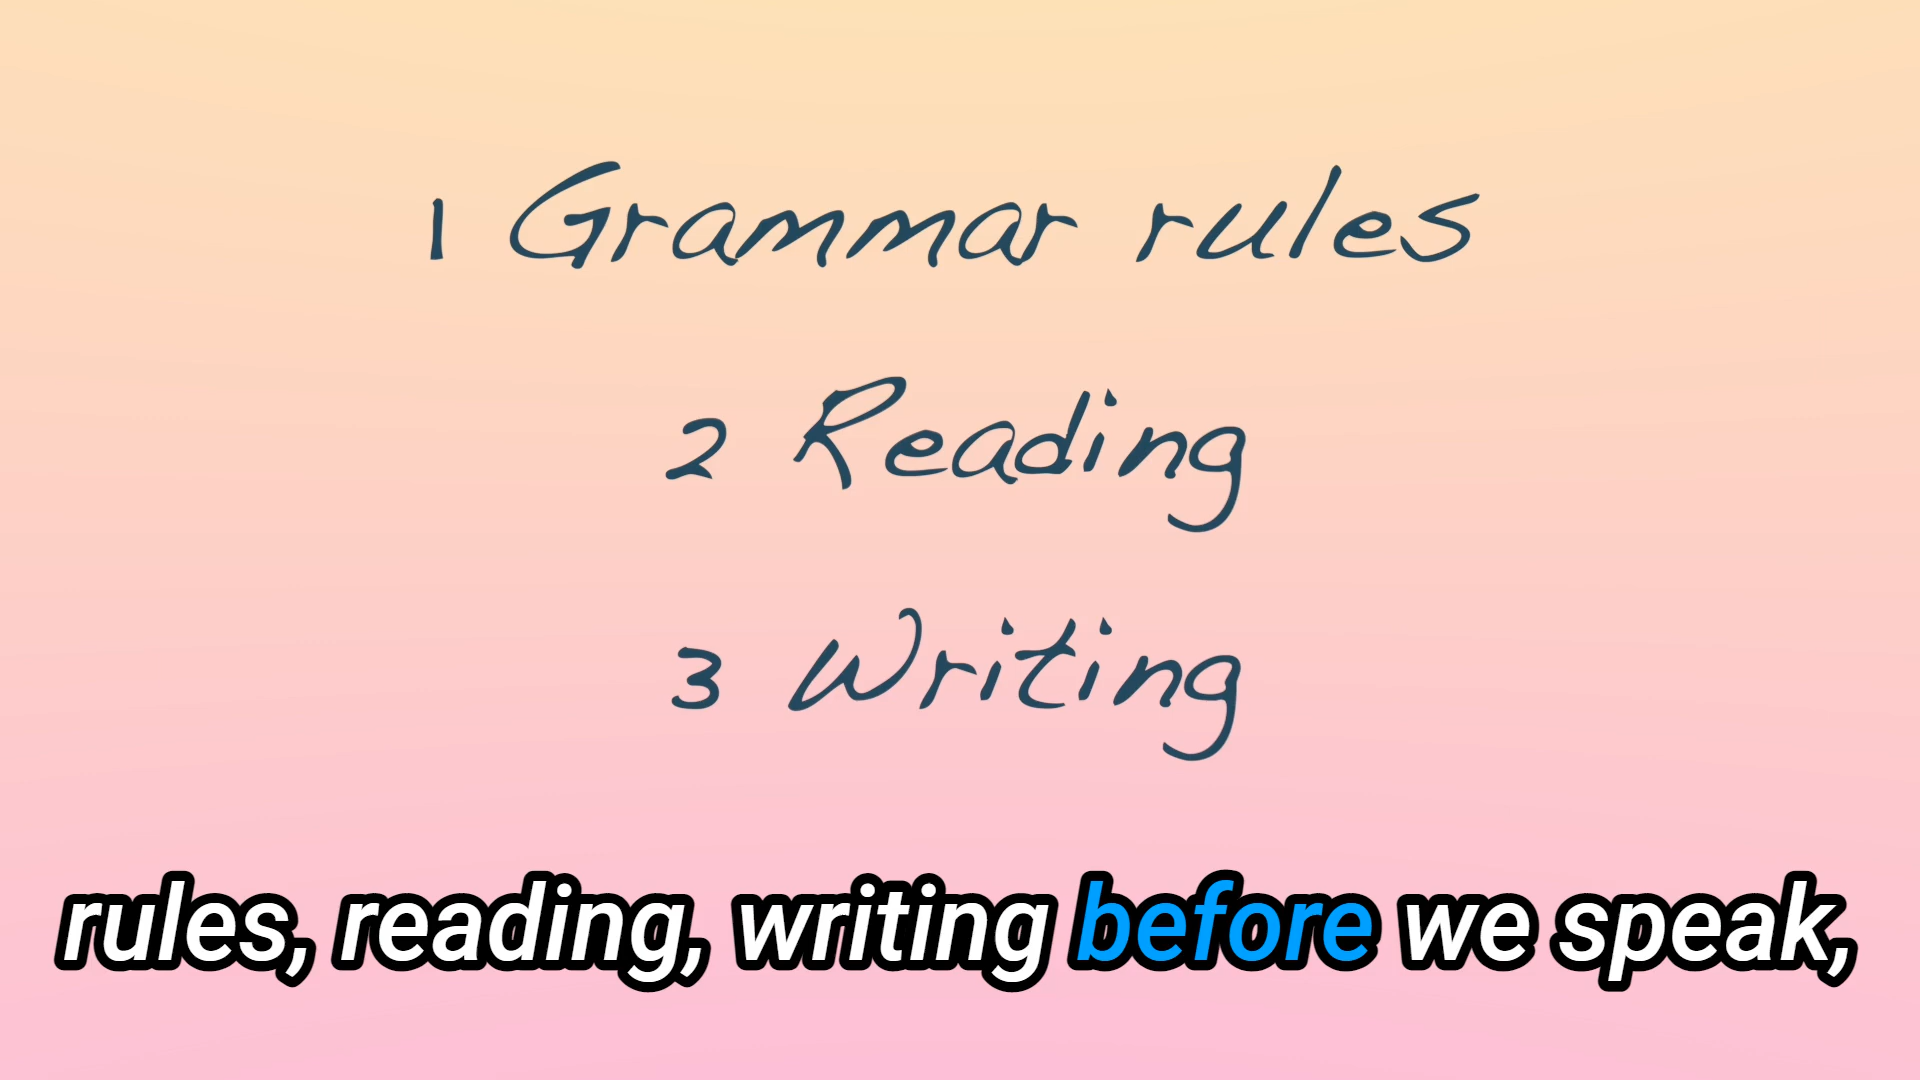 1 Grammar rules
2 Reading
3 Writing
rules, reading, writing before we speak,